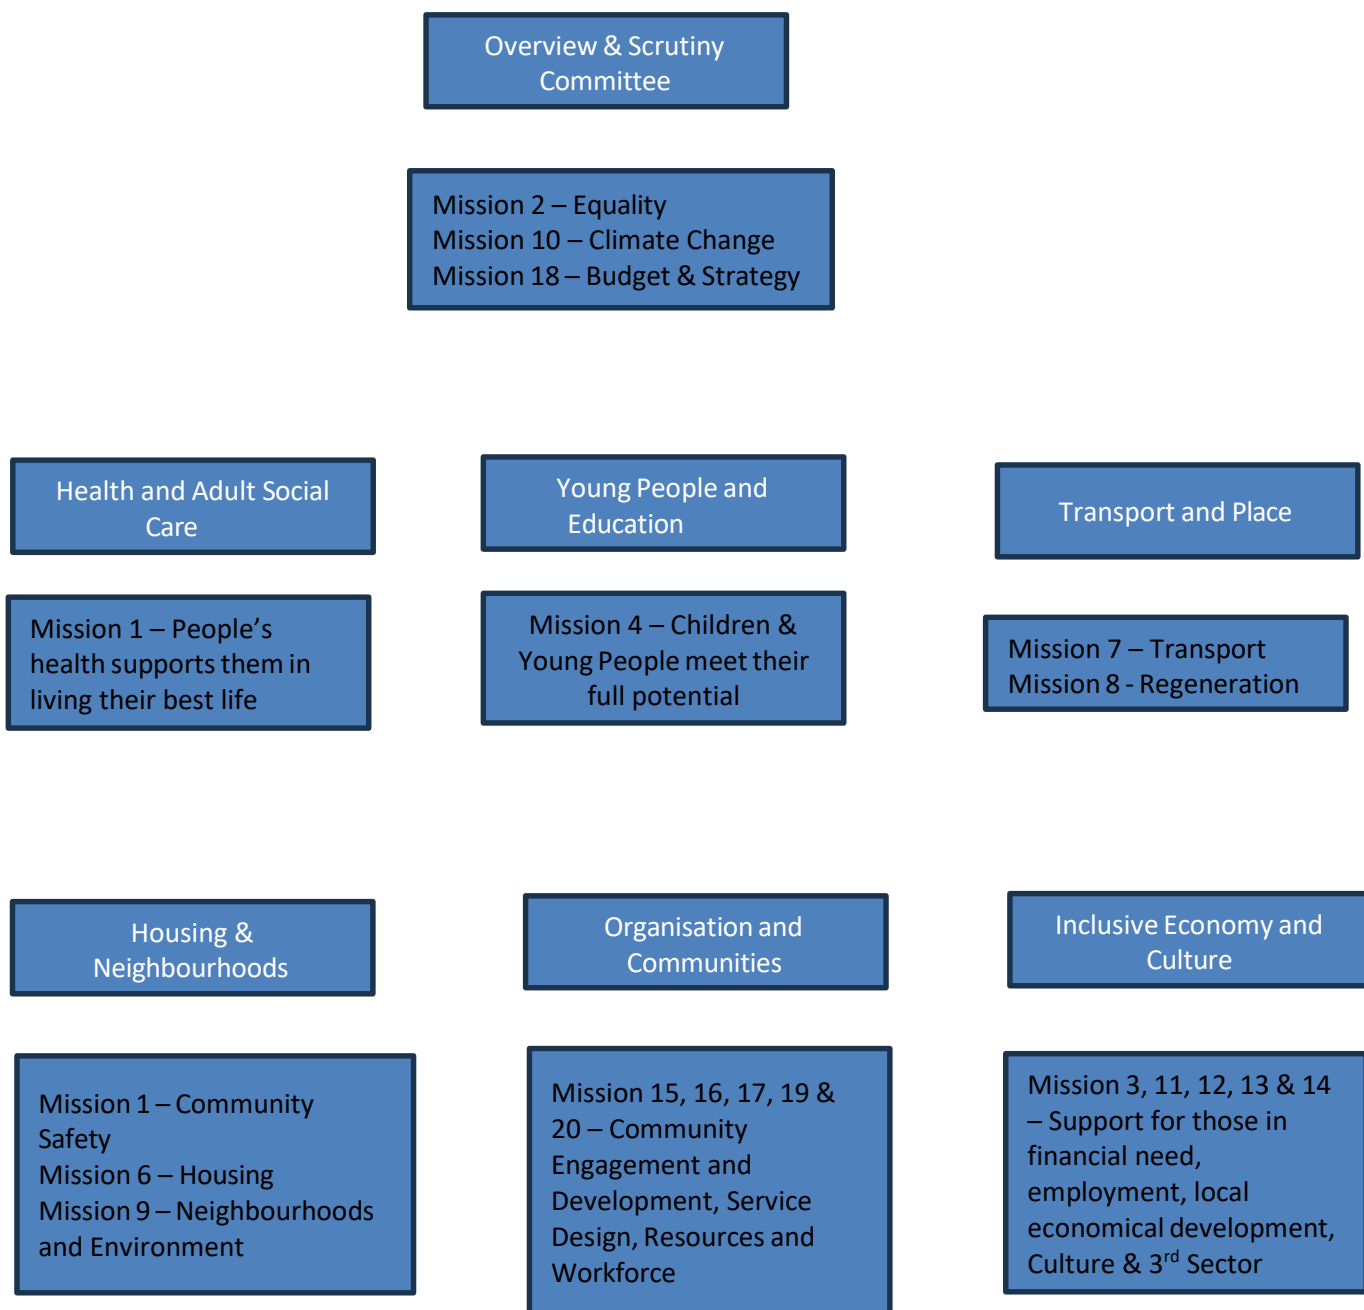 Overview & Scrutiny
Committee
Mission 2 – Equality
Mission 10 – Climate Change
Mission 18 – Budget & Strategy
Health and Adult Social
Care
Young People and
Education
Transport and Place
Mission 1 – People’s
health supports them in
living their best life
Mission 4 – Children &
Young People meet their
full potential
Mission 7 – Transport
Mission 8 - Regeneration
Housing &
Neighbourhoods
Organisation and
Communities
Inclusive Economy and
Culture
Mission 1 – Community
Safety
Mission 6 – Housing
Mission 9 – Neighbourhoods
and Environment
Mission 15, 16, 17, 19 &
20 – Community
Engagement and
Development, Service
Design, Resources and
Workforce
Mission 3, 11, 12, 13 & 14
– Support for those in
financial need,
employment, local
economical development,
Culture & 3rd Sector